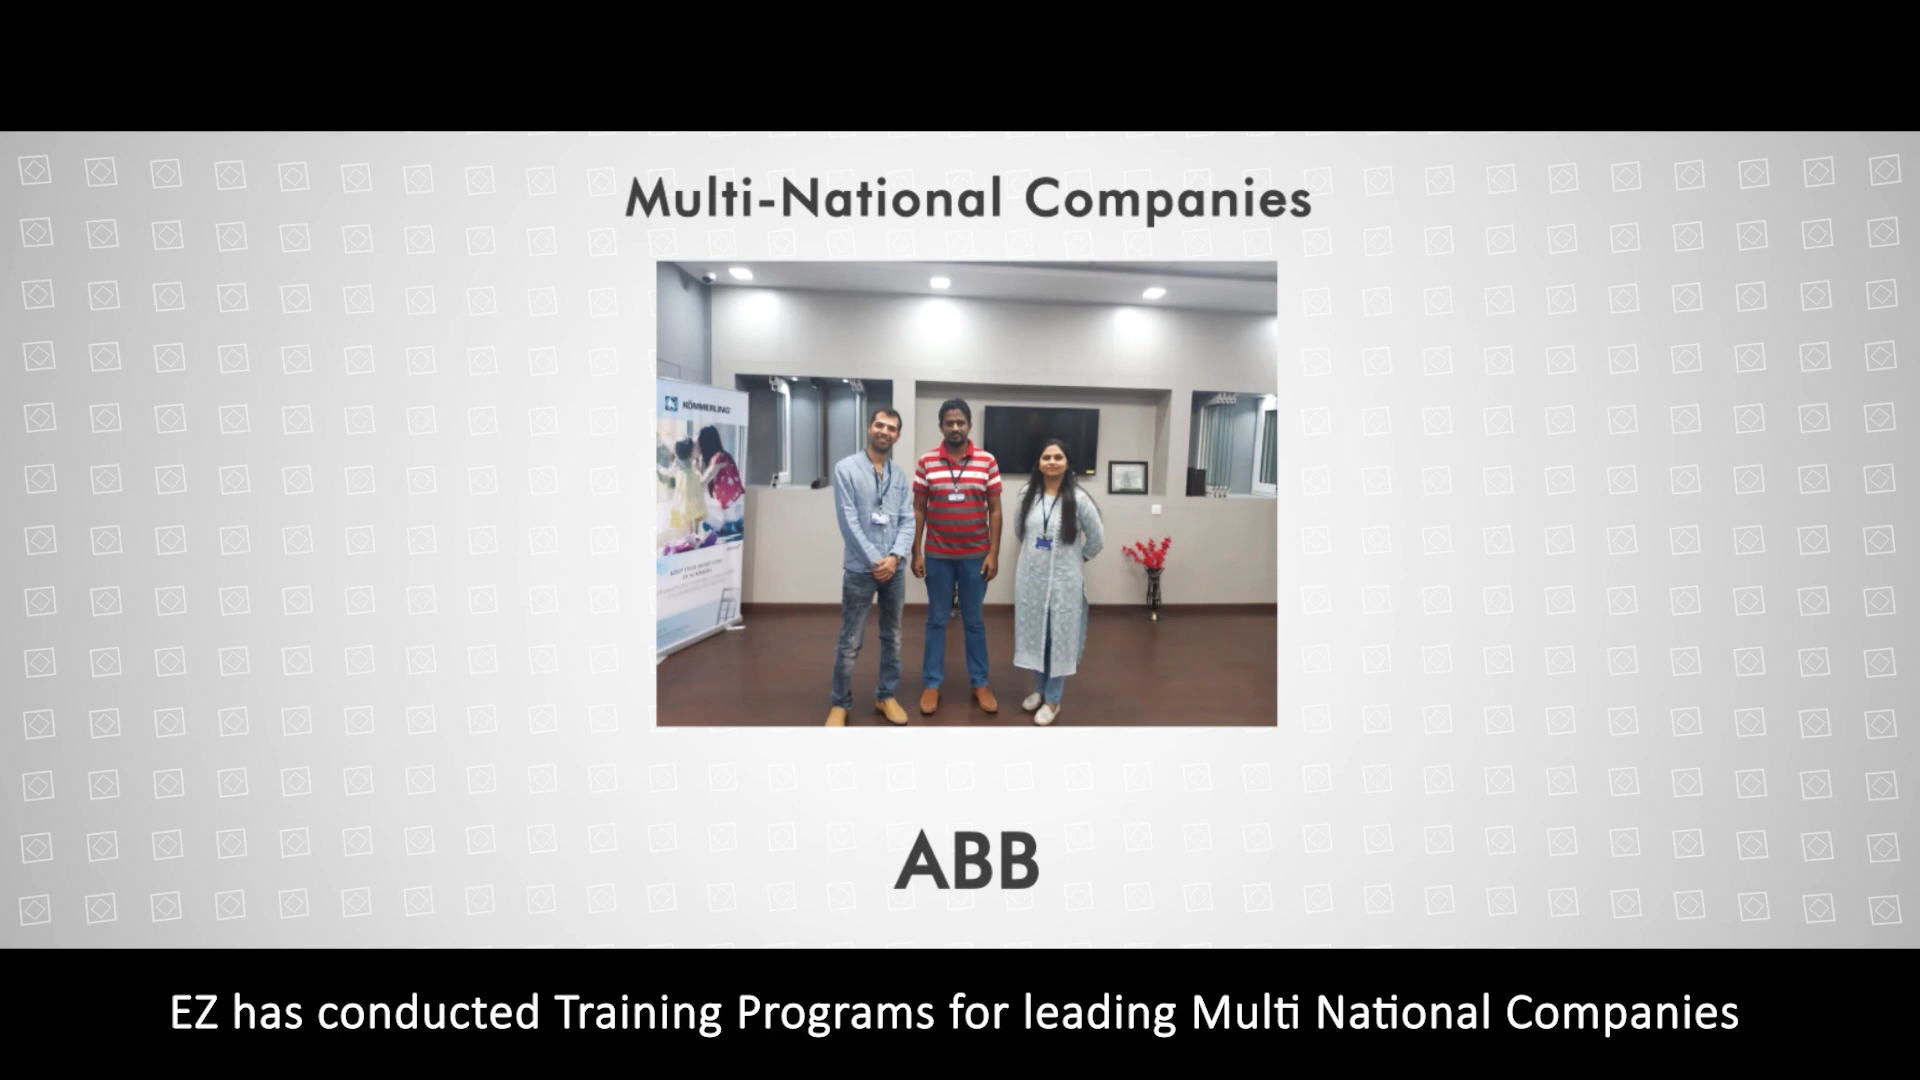 Multi-National Companies
KÖMMERLING
ABB
EZ has conducted Training Programs for leading Multi National Companies